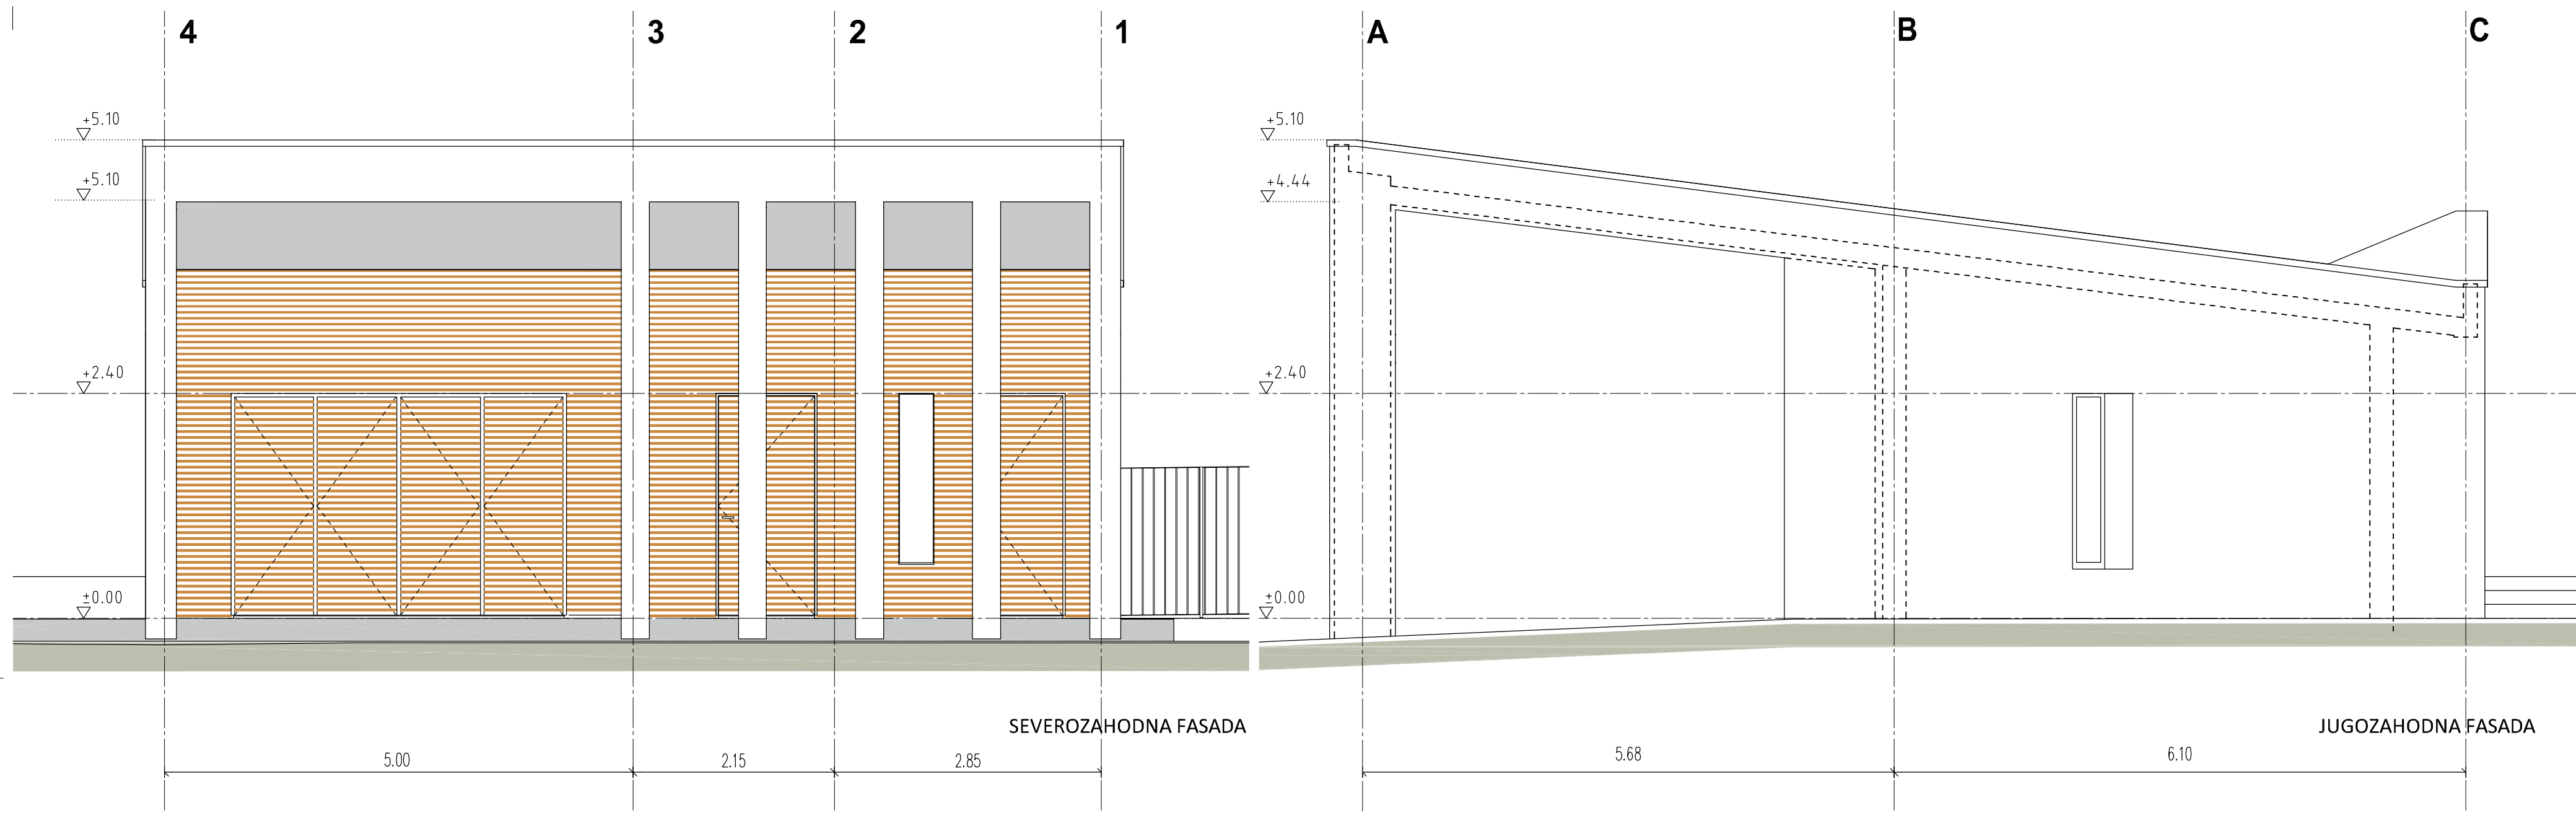 4 3 2 1
+5.10
+5.10
+2.40
±0.00
SEVEROZAHODNA FASADA
5.00 2.15 2.85
A B C
+5.10
+4.44
+2.40
±0.00
JUGOZAHODNA FASADA
5.68 6.10